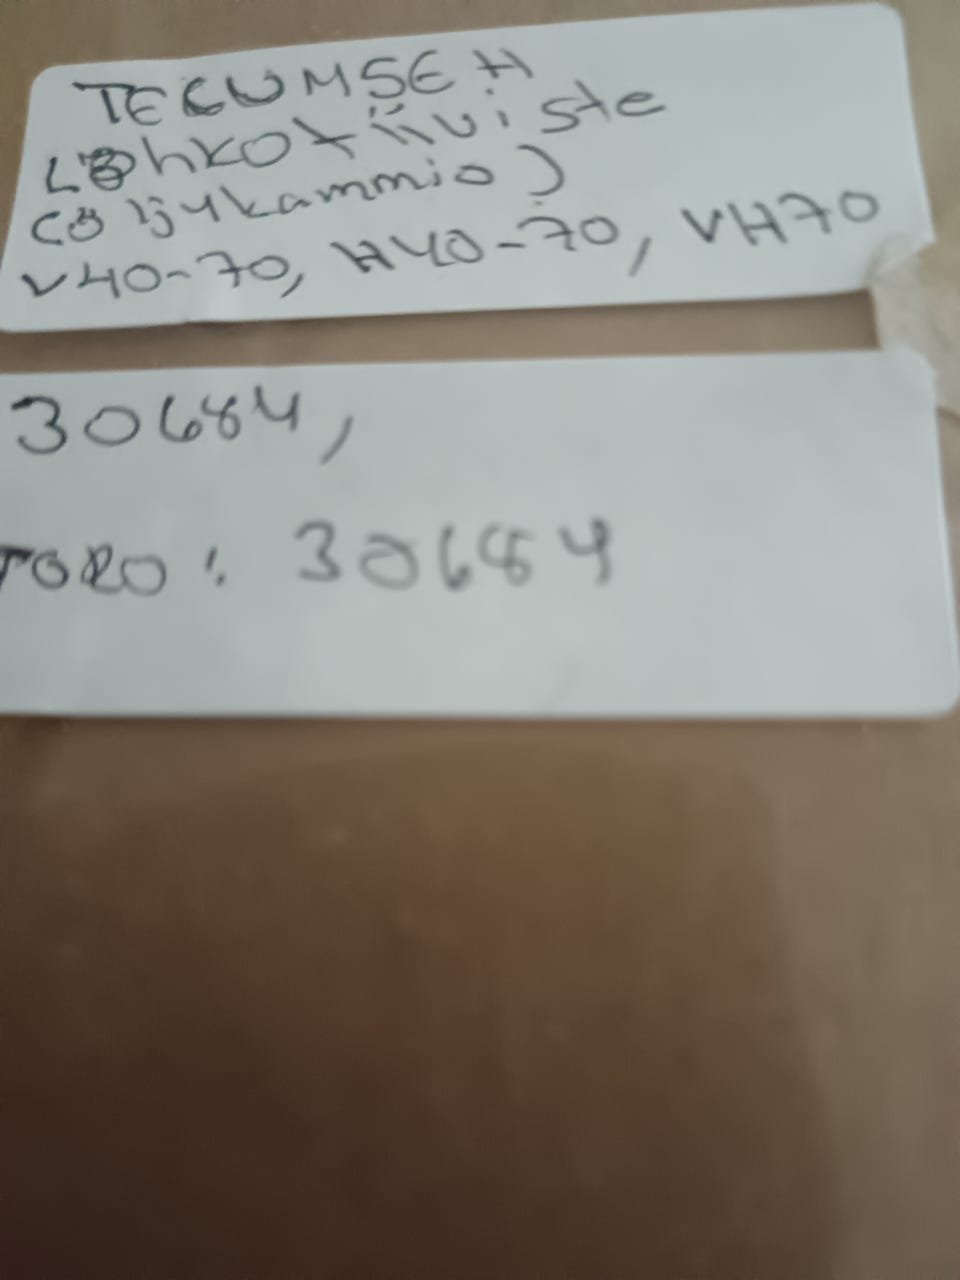 TECUMSEH
Lohkotiiviste
(öljykammio)
V40-70, H40-70, VH70
30684,
TORO: 30684